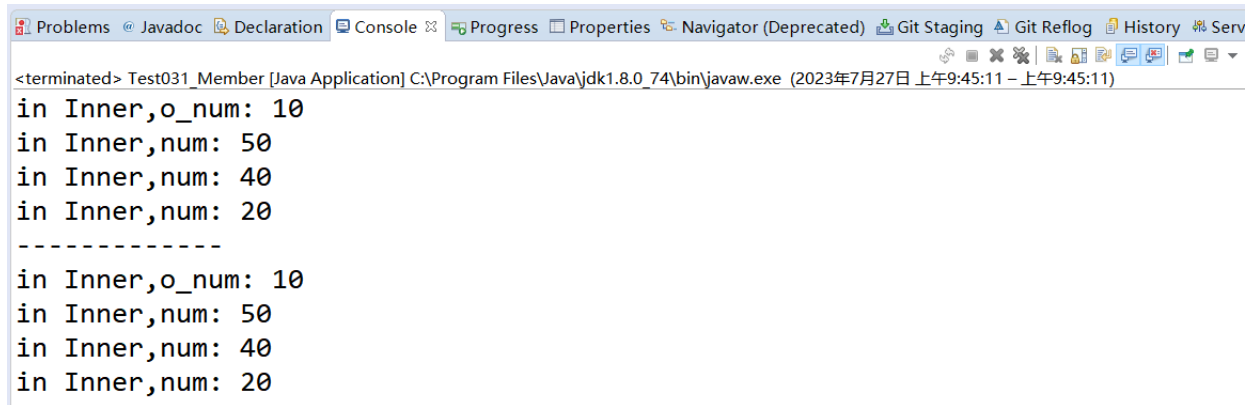 Problems @ Javadoc Declaration Console Progress Properties Navigator (Deprecated) Git Staging Git Reflog History Serv
<terminated> Test031_Member [Java Application] C:\Program Files\Java\jdk1.8.0_74\bin\javaw.exe (2023年7月27日 上午9:45:11 – 上午9:45:11)
in Inner,o_num: 10
in Inner,num: 50
in Inner,num: 40
in Inner,num: 20
-------------
in Inner,o_num: 10
in Inner,num: 50
in Inner,num: 40
in Inner,num: 20